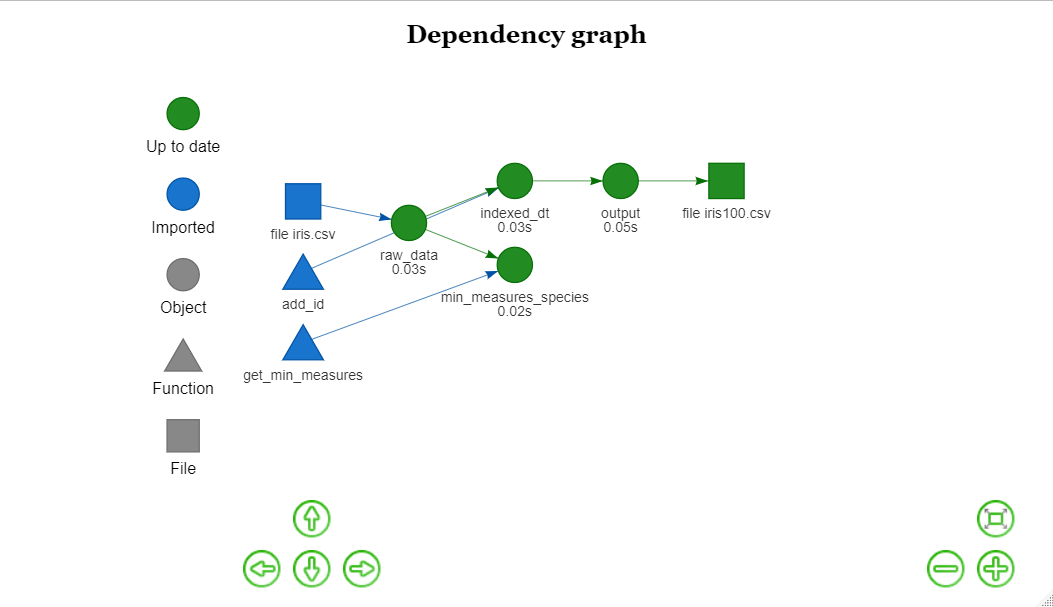 Dependency graph
Up to date
Imported
Object
Function
File
file iris.csv
add_id
get_min_measures
raw_data
0.03s
indexed_dt
0.03s
min_measures_species
0.02s
output
0.05s
file iris100.csv